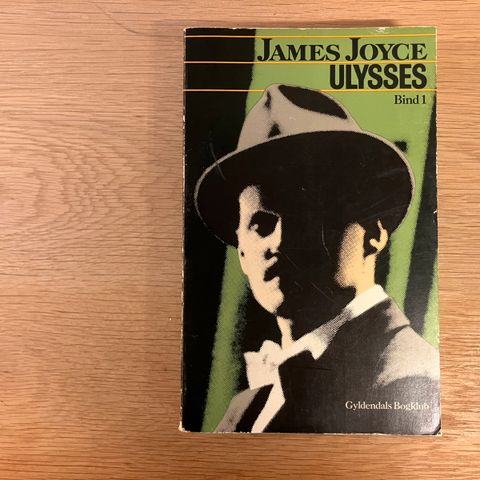 JAMES JOYCE
ULYSSES
Bind 1
Gyldendals Bogklub